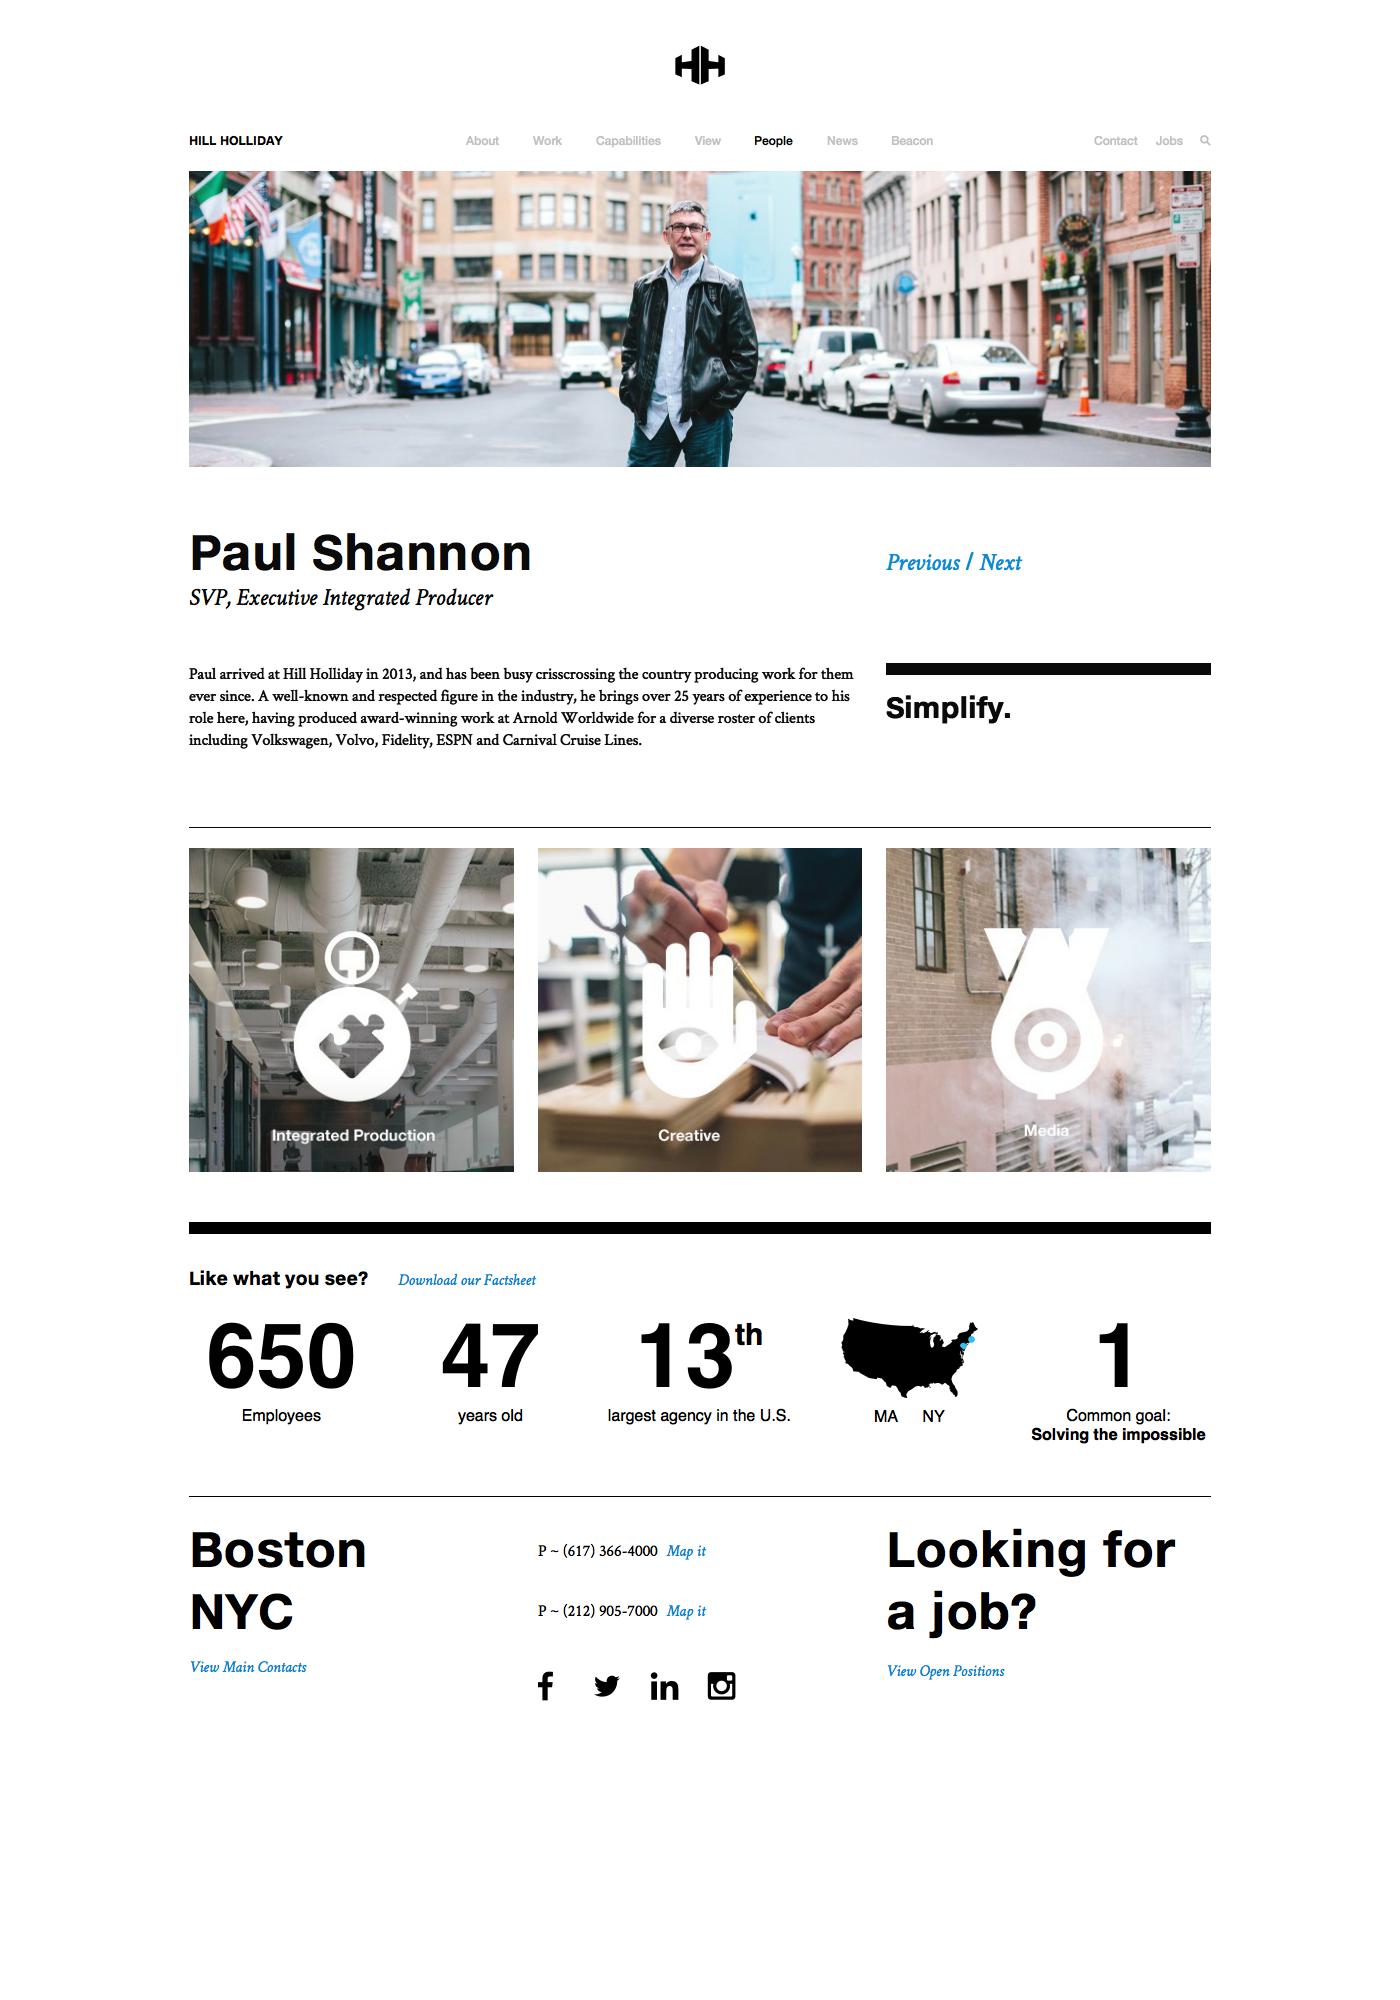 HILL HOLLIDAY
About Work Capabilities View People News Beacon
Contact Jobs
Paul Shannon
SVP, Executive Integrated Producer
Previous / Next
Paul arrived at Hill Holliday in 2013, and has been busy crisscrossing the country producing work for them
ever since. A well-known and respected figure in the industry, he brings over 25 years of experience to his
role here, having produced award-winning work at Arnold Worldwide for a diverse roster of clients
including Volkswagen, Volvo, Fidelity, ESPN and Carnival Cruise Lines.
Simplify.
Integrated Production
Creative
Media
Like what you see? Download our Factsheet
650
Employees
47
years old
13th
largest agency in the U.S.
MA NY
1
Common goal:
Solving the impossible
Boston
NYC
View Main Contacts
P ~ (617) 366-4000 Map it
P ~ (212) 905-7000 Map it
Looking for
a job?
View Open Positions